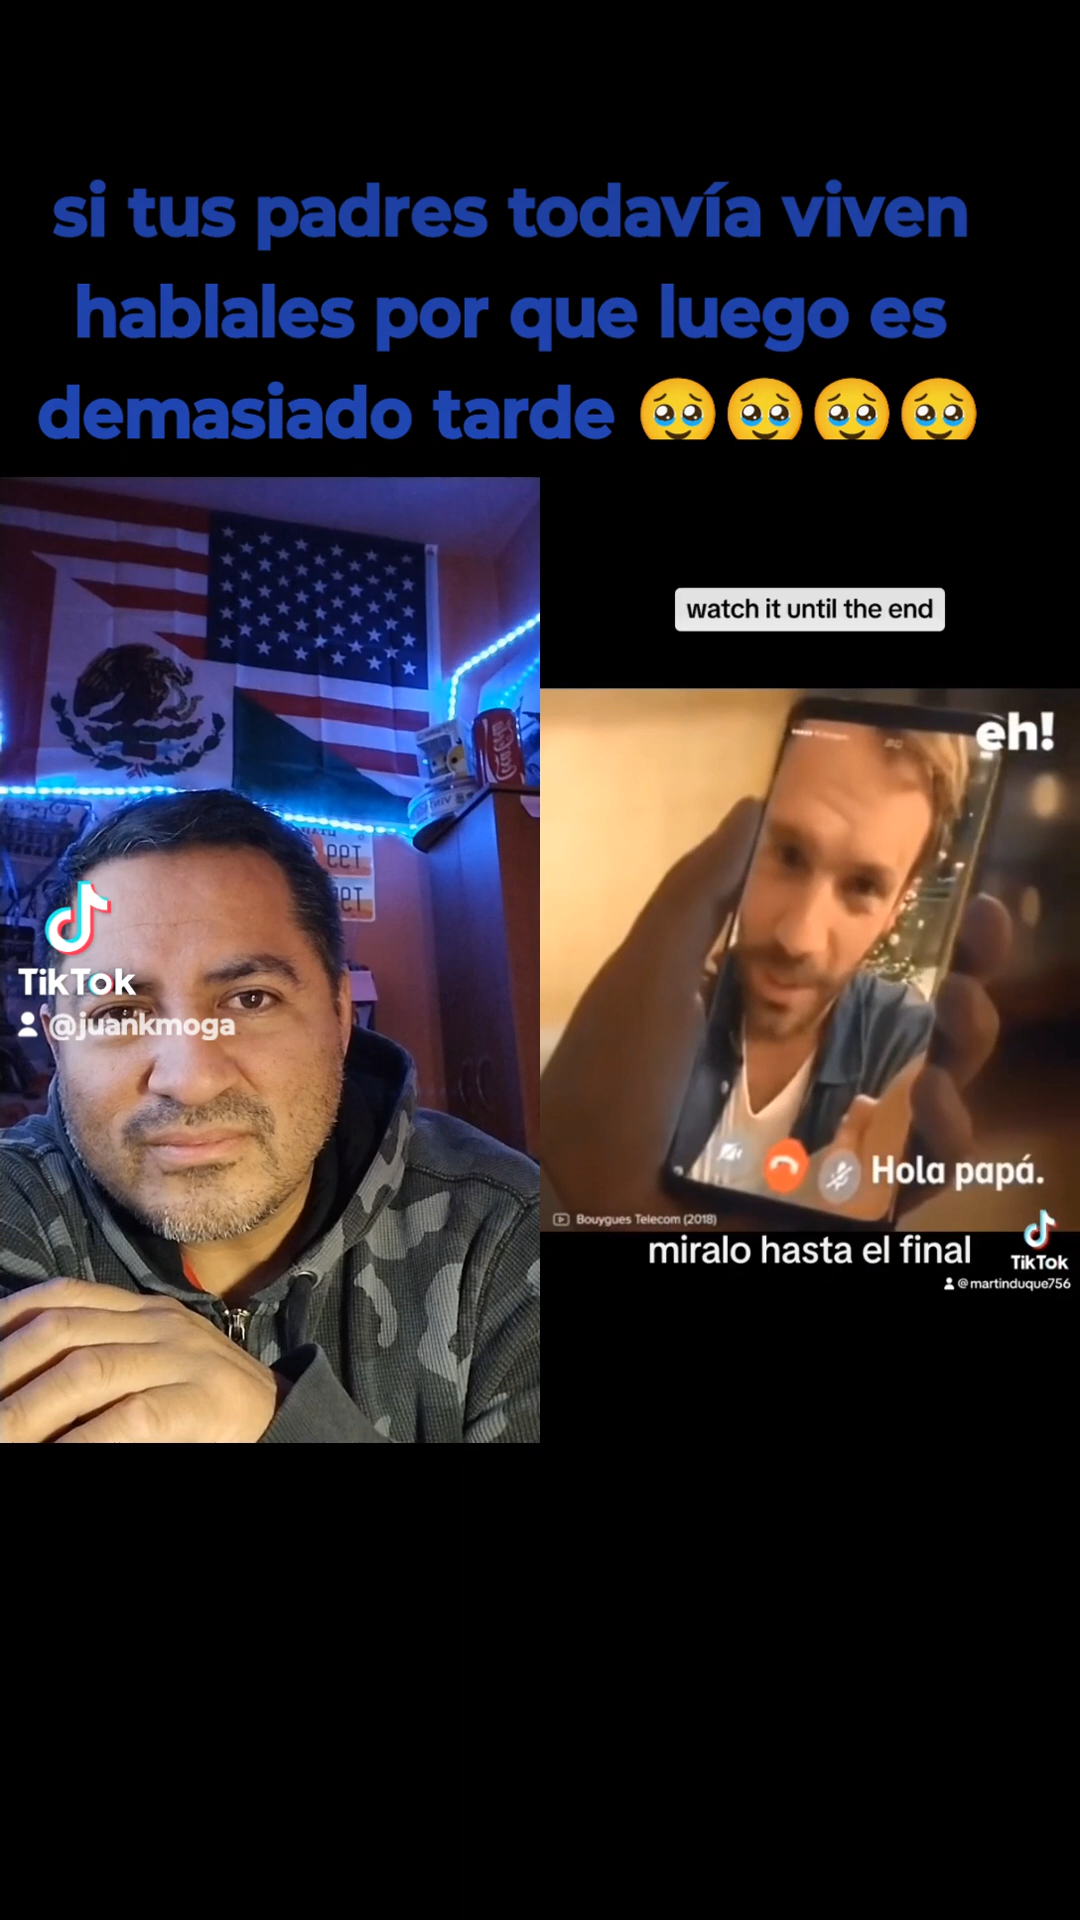 si tus padres todavía viven
hablales por que luego es
demasiado tarde 🥹🥹🥹🥹
watch it until the end
eh!
TikTok
@juankmoga
Hola papá.
Bouygues Telecom (2018)
miralo hasta el final
TikTok
@martinduque756